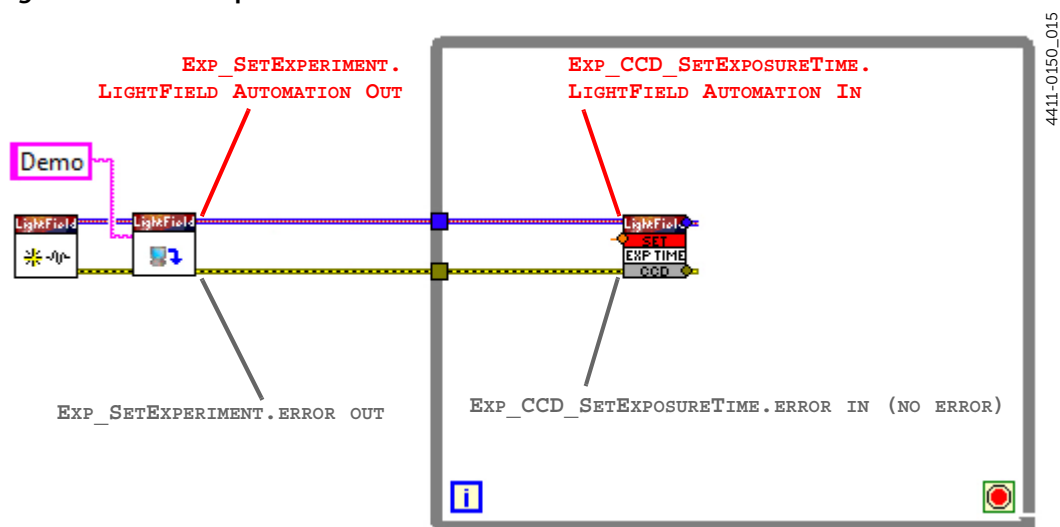 4411-0150_015
EXP_SETEXPERIMENT.
LIGHTFIELD AUTOMATION OUT
EXP_CCD_SETEXPOSURETIME.
LIGHTFIELD AUTOMATION IN
Demo
LightField
LightField
LightField
SET
EXP TIME
CCD
EXP_SETEXPERIMENT.ERROR OUT
EXP_CCD_SETEXPOSURETIME.ERROR IN (NO ERROR)
i